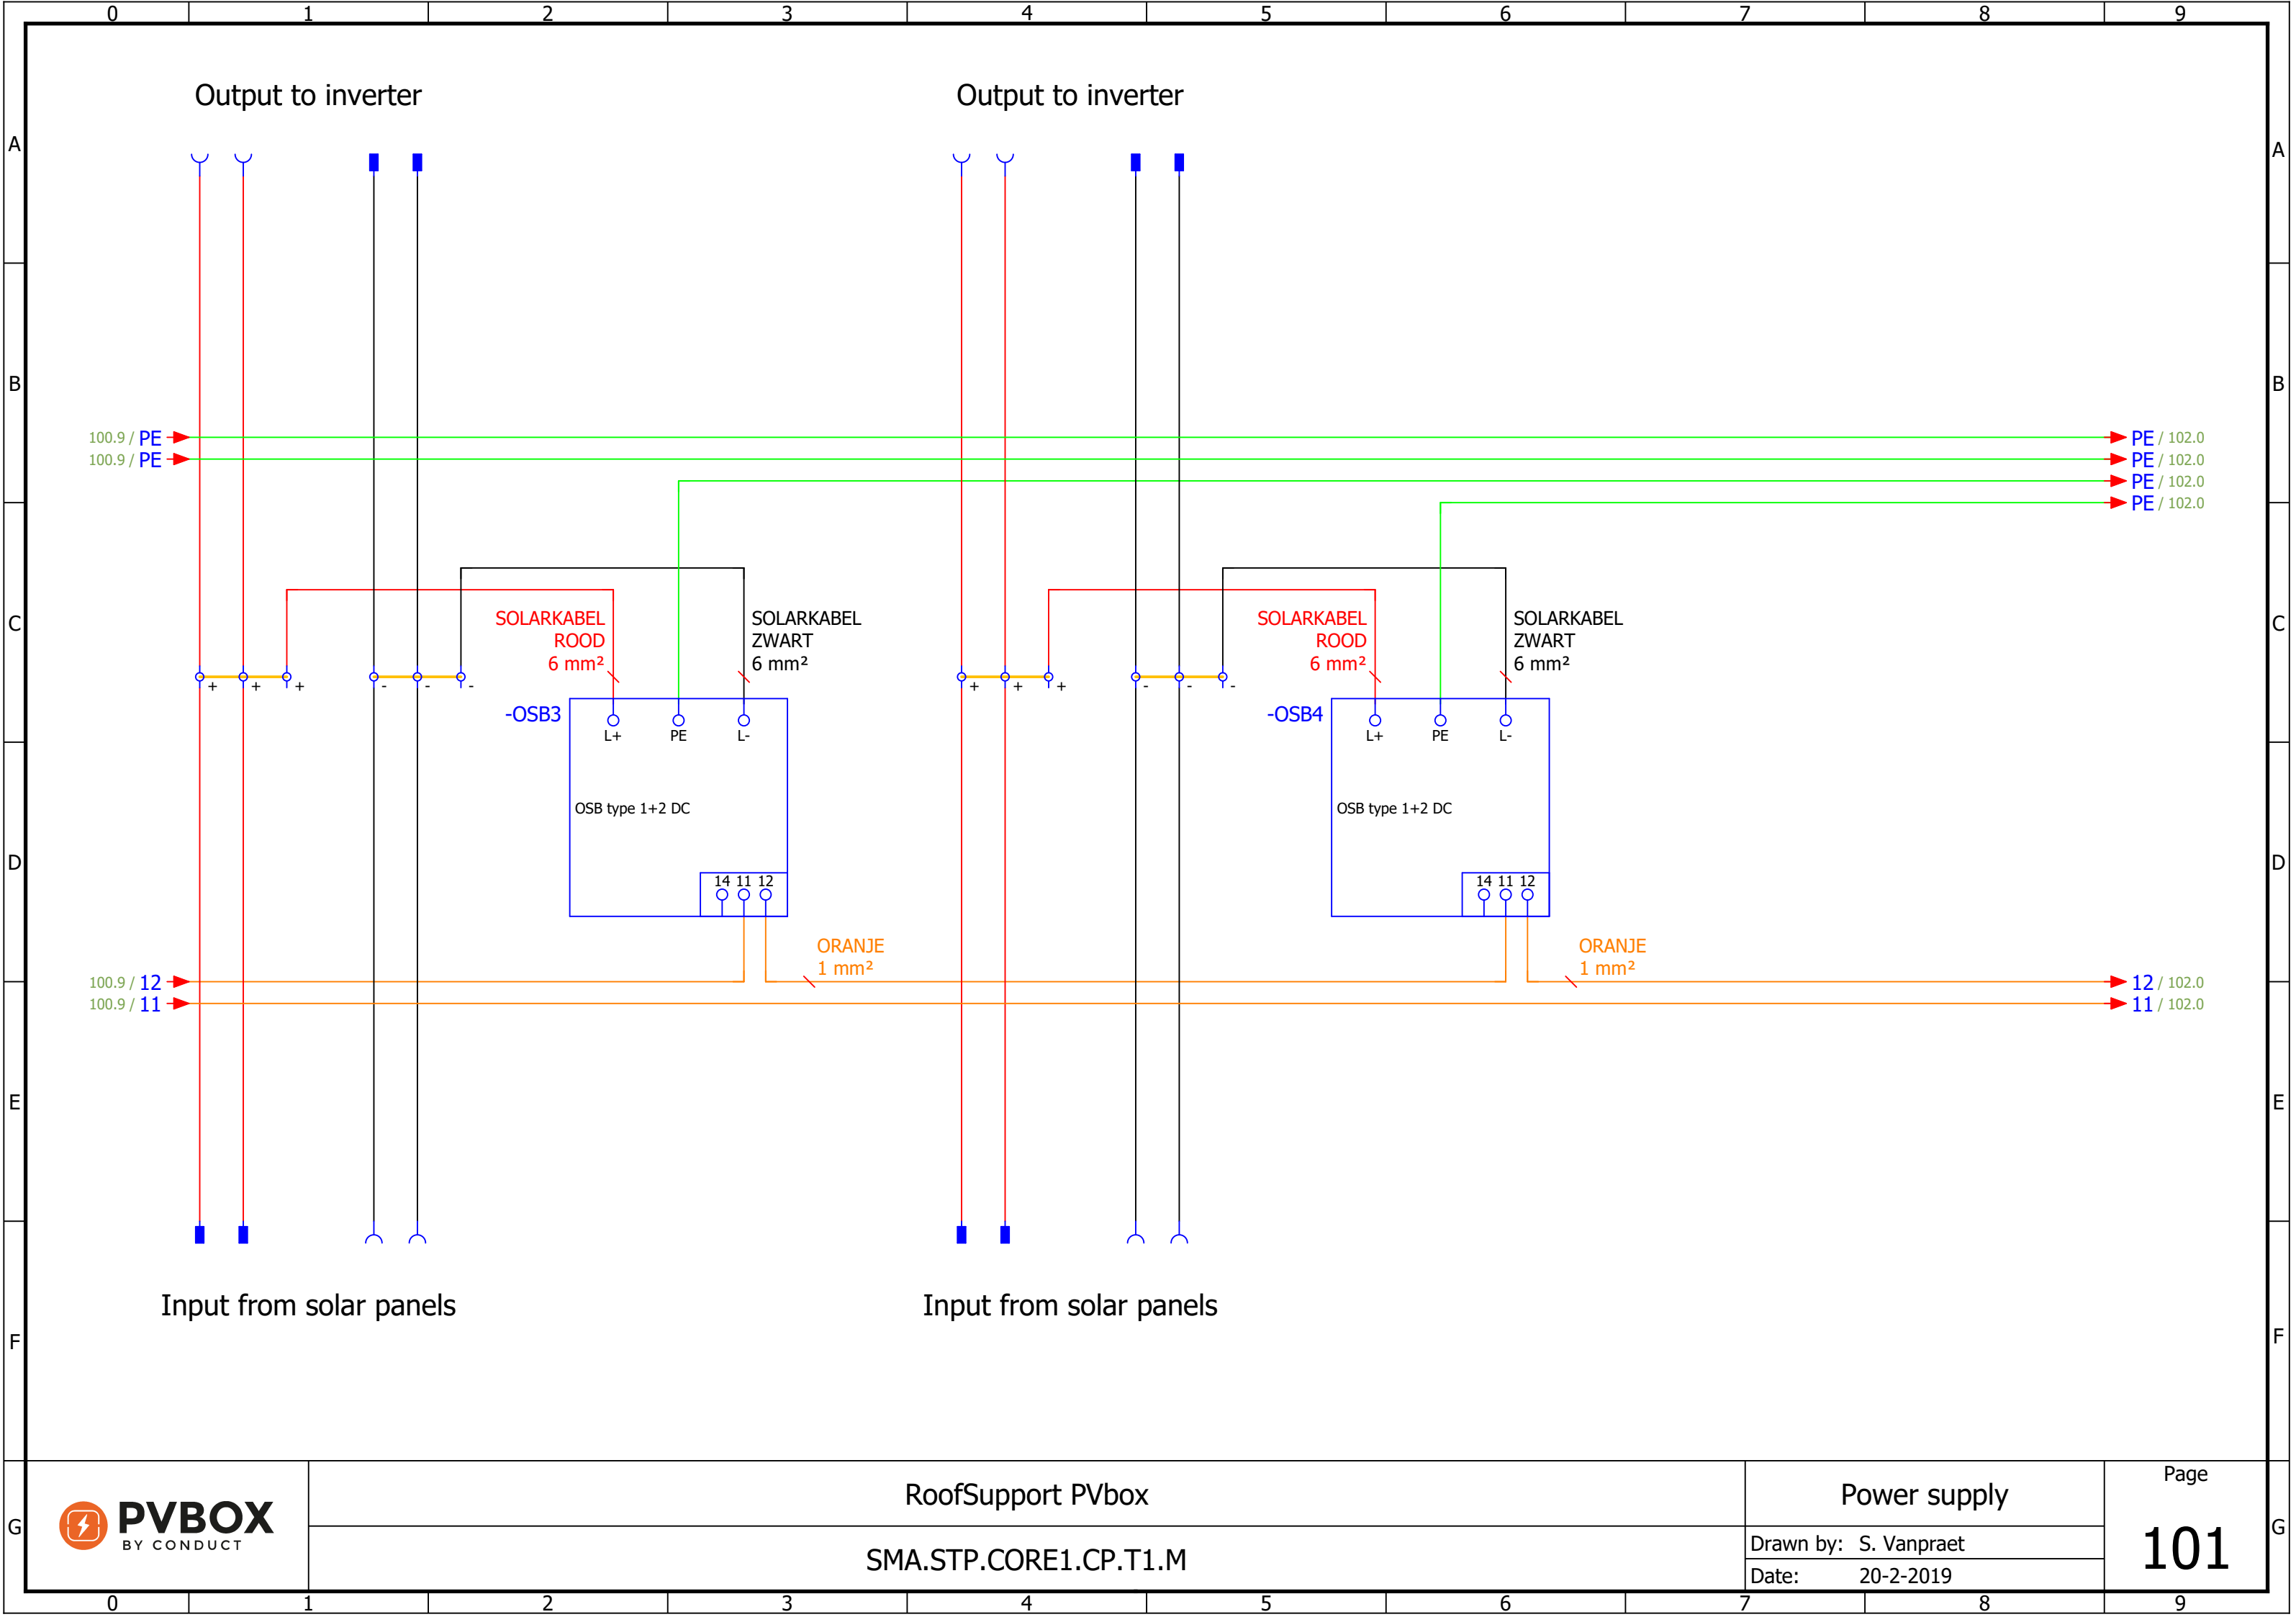 0 1 2 3 4 5 6 7 8 9
Output to inverter
Output to inverter
A A
B B
100.9 / PE
PE / 102.0
100.9 / PE
PE / 102.0
PE / 102.0
PE / 102.0
C C
SOLARKABEL
ROOD
6 mm²
SOLARKABEL
ZWART
6 mm²
SOLARKABEL
ROOD
6 mm²
SOLARKABEL
ZWART
6 mm²
+ + + - - - + + + - - -
-OSB3
L+ PE L-
OSB type 1+2 DC
14 11 12
-OSB4
L+ PE L-
OSB type 1+2 DC
14 11 12
D D
ORANJE
1 mm²
ORANJE
1 mm²
100.9 / 12
12 / 102.0
100.9 / 11
11 / 102.0
E E
Input from solar panels
Input from solar panels
F F
G G
PVBOX
BY CONDUCT
RoofSupport PVbox
SMA.STP.CORE1.CP.T1.M
Power supply
Drawn by: S. Vanpraet
Date: 20-2-2019
Page
101
0 1 2 3 4 5 6 7 8 9